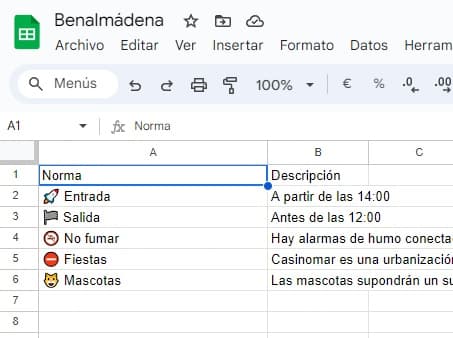 Benalmádena
Archivo Editar Ver Insertar Formato Datos Herram
Menús 100% € % .0 .00
A1 fx Norma
A B C
1 Norma Descripción
2 🚀 Entrada A partir de las 14:00
3 🏴 Salida Antes de las 12:00
4 🚭 No fumar Hay alarmas de humo conecta
5 ⛔ Fiestas Casinomar es una urbanización
6 🐱 Mascotas Las mascotas supondrán un su
7
8